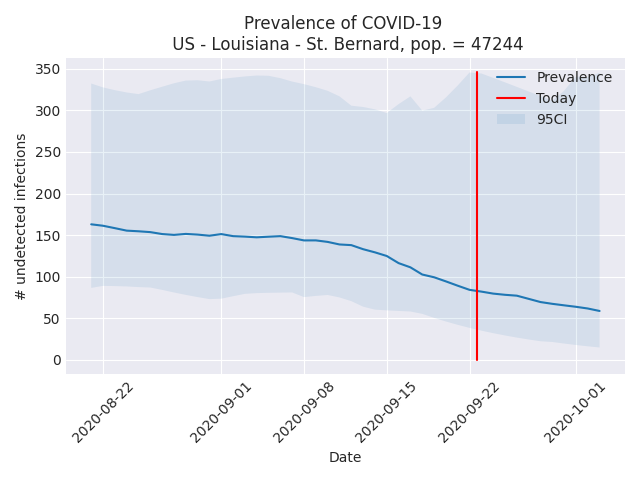 Prevalence of COVID-19
US - Louisiana - St. Bernard, pop. = 47244
350
300
250
200
150
100
50
0
# undetected infections
Prevalence
Today
95CI
2020-08-22
2020-09-01
2020-09-08
2020-09-15
2020-09-22
2020-10-01
Date